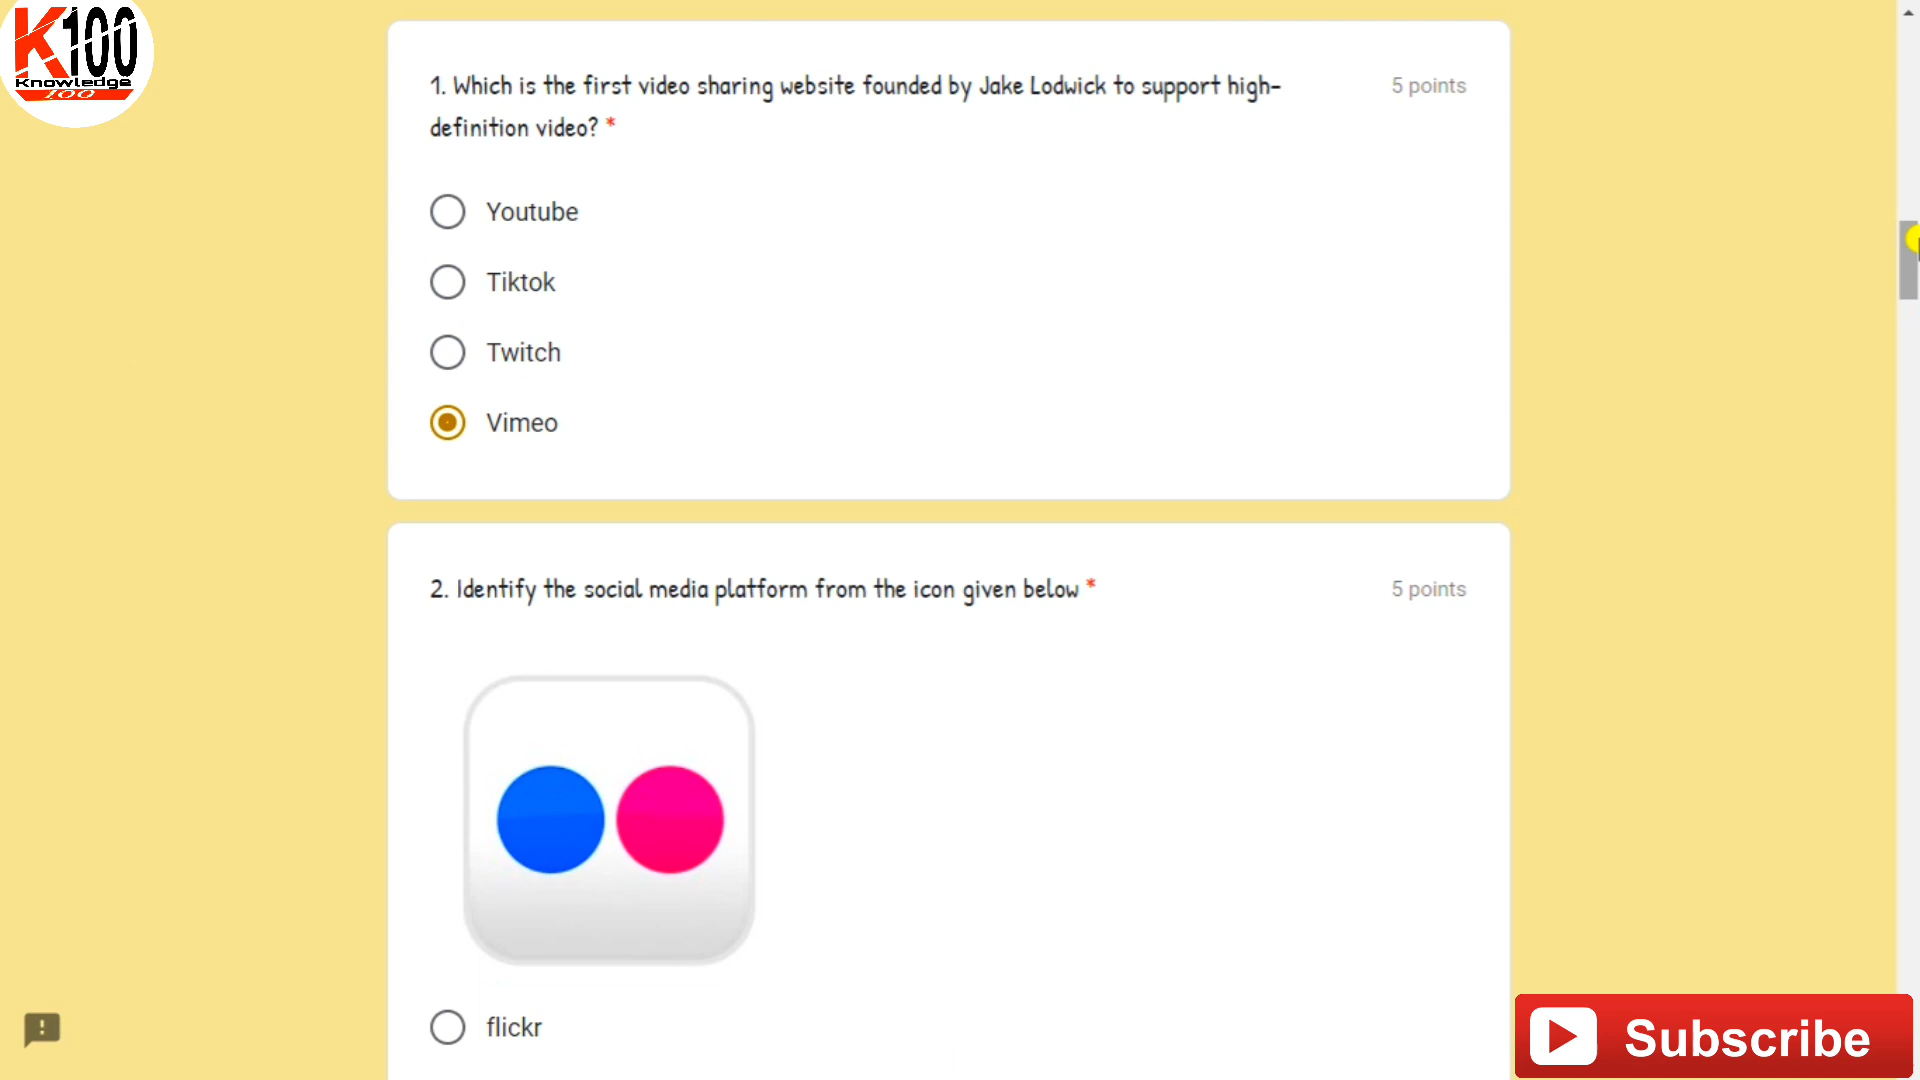 K100
Knowledge
100
1. Which is the first video sharing website founded by Jake Lodwick to support high-
definition video? *
5 points
Youtube
Tiktok
Twitch
Vimeo
2. Identify the social media platform from the icon given below *
5 points
flickr
Subscribe